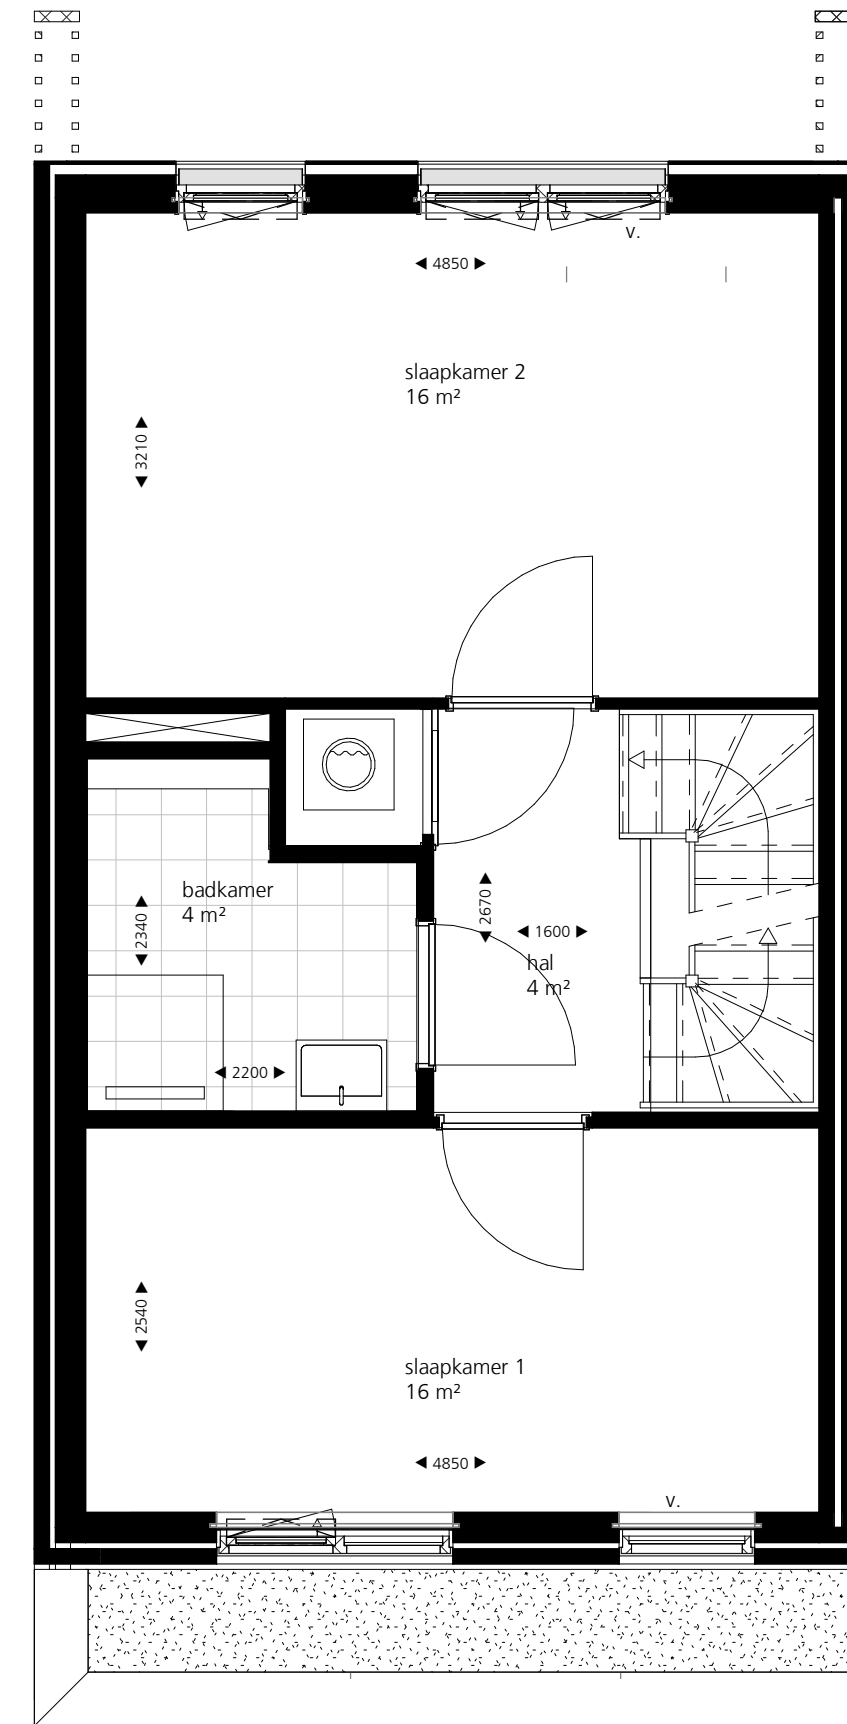 v.
4850
slaapkamer 2
16 m²
3210
badkamer
4 m²
2340
2670
1600
hal
4 m²
2200
2540
slaapkamer 1
16 m²
4850
v.